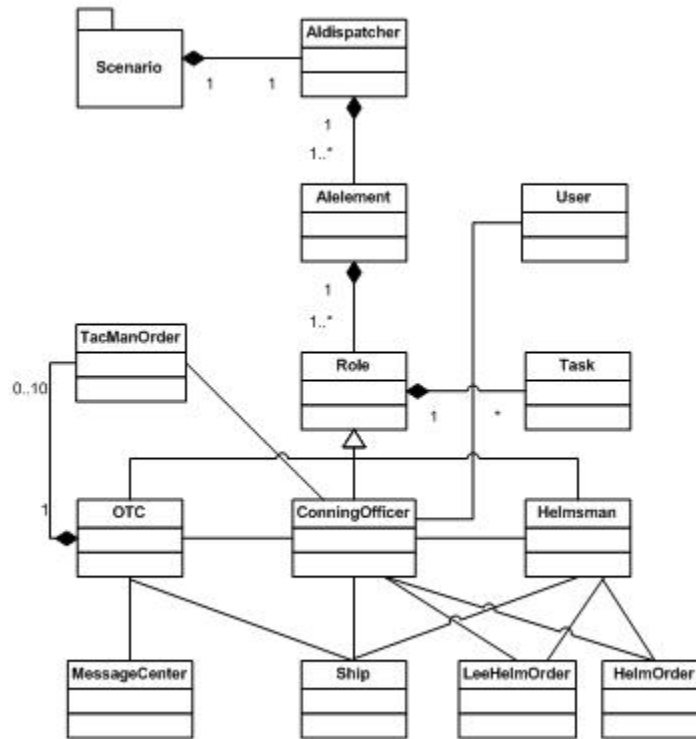 AIdispatcher
Scenario
1
1
1
1..*
AIelement
User
1
1..*
TacManOrder
Role
Task
0..10
1
*
1
OTC
ConningOfficer
Helmsman
MessageCenter
Ship
LeeHelmOrder
HelmOrder